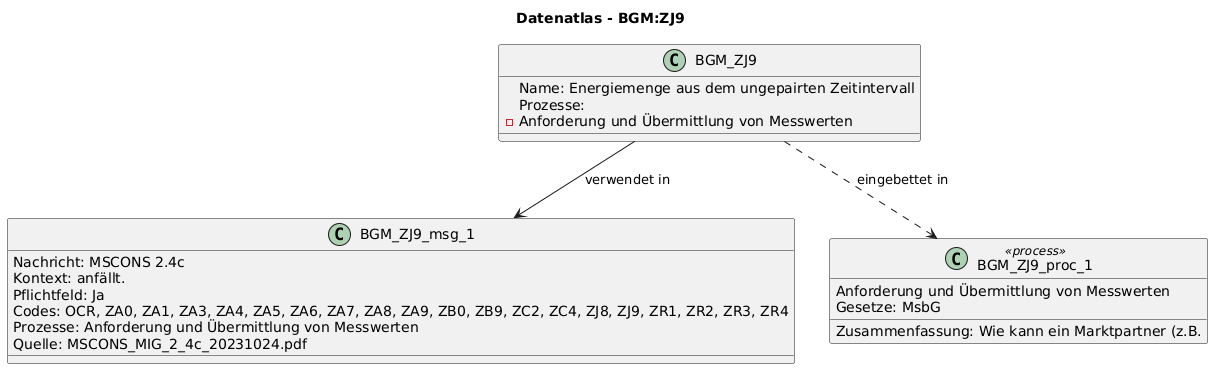 Datenatlas - BGM:ZJ9
C BGM_ZJ9
Name: Energiemenge aus dem ungepairten Zeitintervall
Prozesse:
Anforderung und Übermittlung von Messwerten
verwendet in
eingebettet in
C BGM_ZJ9_msg_1
Nachricht: MSCONS 2.4c
Kontext: anfällt.
Pflichtfeld: Ja
Codes: OCR, ZA0, ZA1, ZA3, ZA4, ZA5, ZA6, ZA7, ZA8, ZA9, ZB0, ZB9, ZC2, ZC4, ZJ8, ZJ9, ZR1, ZR2, ZR3, ZR4
Prozesse: Anforderung und Übermittlung von Messwerten
Quelle: MSCONS_MIG_2_4c_20231024.pdf
«process»
C BGM_ZJ9_proc_1
Anforderung und Übermittlung von Messwerten
Gesetze: MsbG
Zusammenfassung: Wie kann ein Marktpartner (z.B.